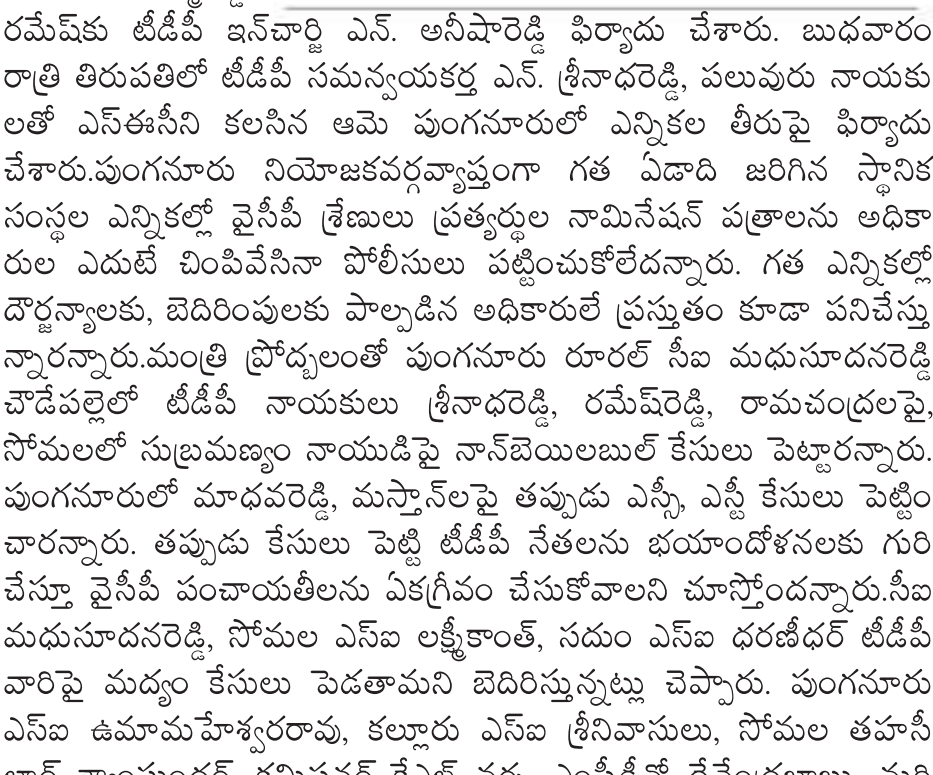 రమేష్‌కు టీడీపీ ఇన్‌చార్జి ఎన్. అనీషారెడ్డి ఫిర్యాదు చేశారు. బుధవారం
రాత్రి తిరుపతిలో టీడీపీ సమన్వయకర్త ఎన్. శ్రీనాధరెడ్డి, పలువురు నాయకు
లతో ఎస్ఈసీని కలసిన ఆమె పుంగనూరులో ఎన్నికల తీరుపై ఫిర్యాదు
చేశారు.పుంగనూరు నియోజకవర్గవ్యాప్తంగా గత ఏడాది జరిగిన స్థానిక
సంస్థల ఎన్నికల్లో వైసీపీ శ్రేణులు ప్రత్యర్థుల నామినేషన్ పత్రాలను అధికా
రుల ఎదుటే చింపివేసినా పోలీసులు పట్టించుకోలేదన్నారు. గత ఎన్నికల్లో
దౌర్జన్యాలకు, బెదిరింపులకు పాల్పడిన అధికారులే ప్రస్తుతం కూడా పనిచేస్తు
న్నారన్నారు.మంత్రి ప్రోద్బలంతో పుంగనూరు రూరల్ సీఐ మధుసూదనరెడ్డి
చౌడేపల్లెలో టీడీపీ నాయకులు శ్రీనాధరెడ్డి, రమేష్‌రెడ్డి, రామచంద్రలపై,
సోమలలో సుబ్రమణ్యం నాయుడిపై నాన్‌బెయిలబుల్ కేసులు పెట్టారన్నారు.
పుంగనూరులో మాధవరెడ్డి, మస్తాన్‌లపై తప్పుడు ఎస్సీ, ఎస్టీ కేసులు పెట్టిం
చారన్నారు. తప్పుడు కేసులు పెట్టి టీడీపీ నేతలను భయాందోళనలకు గురి
చేస్తూ వైసీపీ పంచాయతీలను ఏకగ్రీవం చేసుకోవాలని చూస్తోందన్నారు.సీఐ
మధుసూదనరెడ్డి, సోమల ఎస్ఐ లక్ష్మీకాంత్, సదుం ఎస్ఐ ధరణీధర్ టీడీపీ
వారిపై మద్యం కేసులు పెడతామని బెదిరిస్తున్నట్లు చెప్పారు. పుంగనూరు
ఎస్ఐ ఉమామహేశ్వరరావు, కల్లూరు ఎస్ఐ శ్రీనివాసులు, సోమల తహసీ